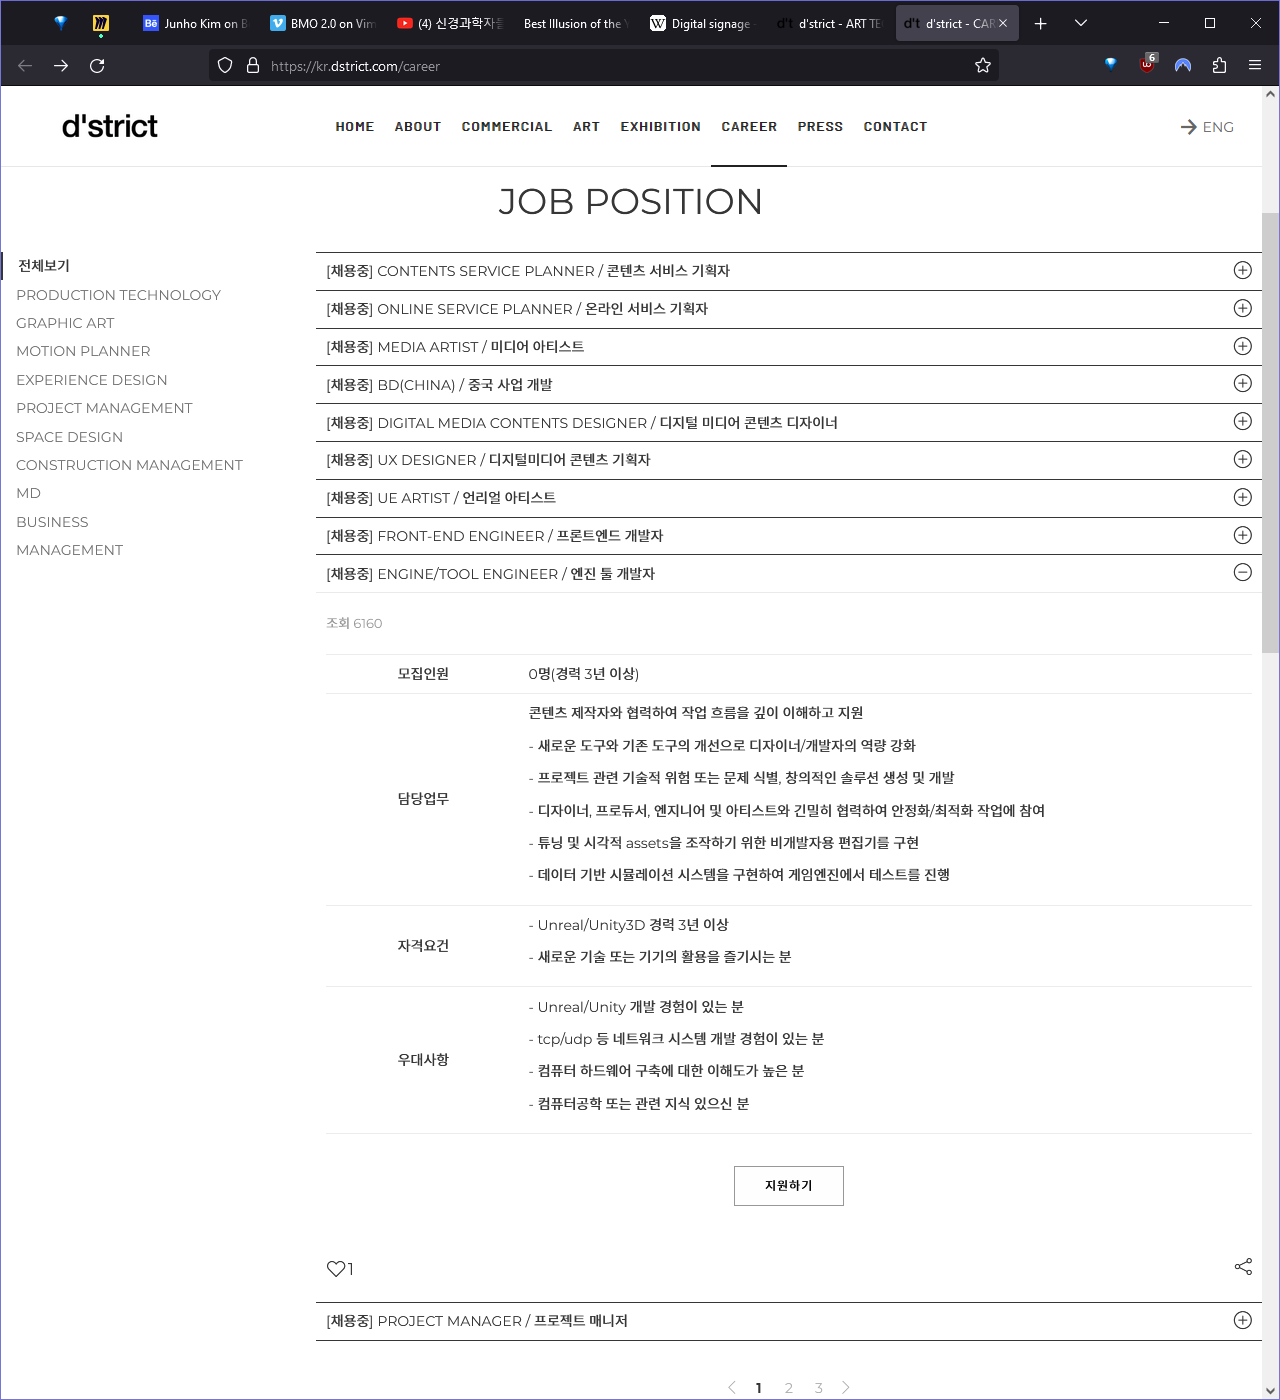 Junho Kim on B
BMO 2.0 on Vim
(4) 신경과학자들
Best Illusion of the Y
Digital signage -
d'strict - ART TEC
d'strict - CAR
https://kr.dstrict.com/career
6
d'strict
HOME
ABOUT
COMMERCIAL
ART
EXHIBITION
CAREER
PRESS
CONTACT
ENG
JOB POSITION
전체보기
PRODUCTION TECHNOLOGY
GRAPHIC ART
MOTION PLANNER
EXPERIENCE DESIGN
PROJECT MANAGEMENT
SPACE DESIGN
CONSTRUCTION MANAGEMENT
MD
BUSINESS
MANAGEMENT
[채용중] CONTENTS SERVICE PLANNER / 콘텐츠 서비스 기획자
[채용중] ONLINE SERVICE PLANNER / 온라인 서비스 기획자
[채용중] MEDIA ARTIST / 미디어 아티스트
[채용중] BD(CHINA) / 중국 사업 개발
[채용중] DIGITAL MEDIA CONTENTS DESIGNER / 디지털 미디어 콘텐츠 디자이너
[채용중] UX DESIGNER / 디지털미디어 콘텐츠 기획자
[채용중] UE ARTIST / 언리얼 아티스트
[채용중] FRONT-END ENGINEER / 프론트엔드 개발자
[채용중] ENGINE/TOOL ENGINEER / 엔진 툴 개발자
조회 6160
모집인원
0명(경력 3년 이상)
담당업무
콘텐츠 제작자와 협력하여 작업 흐름을 깊이 이해하고 지원
- 새로운 도구와 기존 도구의 개선으로 디자이너/개발자의 역량 강화
- 프로젝트 관련 기술적 위험 또는 문제 식별, 창의적인 솔루션 생성 및 개발
- 디자이너, 프로듀서, 엔지니어 및 아티스트와 긴밀히 협력하여 안정화/최적화 작업에 참여
- 튜닝 및 시각적 assets을 조작하기 위한 비개발자용 편집기를 구현
- 데이터 기반 시뮬레이션 시스템을 구현하여 게임엔진에서 테스트를 진행
자격요건
- Unreal/Unity3D 경력 3년 이상
- 새로운 기술 또는 기기의 활용을 즐기시는 분
우대사항
- Unreal/Unity 개발 경험이 있는 분
- tcp/udp 등 네트워크 시스템 개발 경험이 있는 분
- 컴퓨터 하드웨어 구축에 대한 이해도가 높은 분
- 컴퓨터공학 또는 관련 지식 있으신 분
지원하기
1
[채용중] PROJECT MANAGER / 프로젝트 매니저
1 2 3